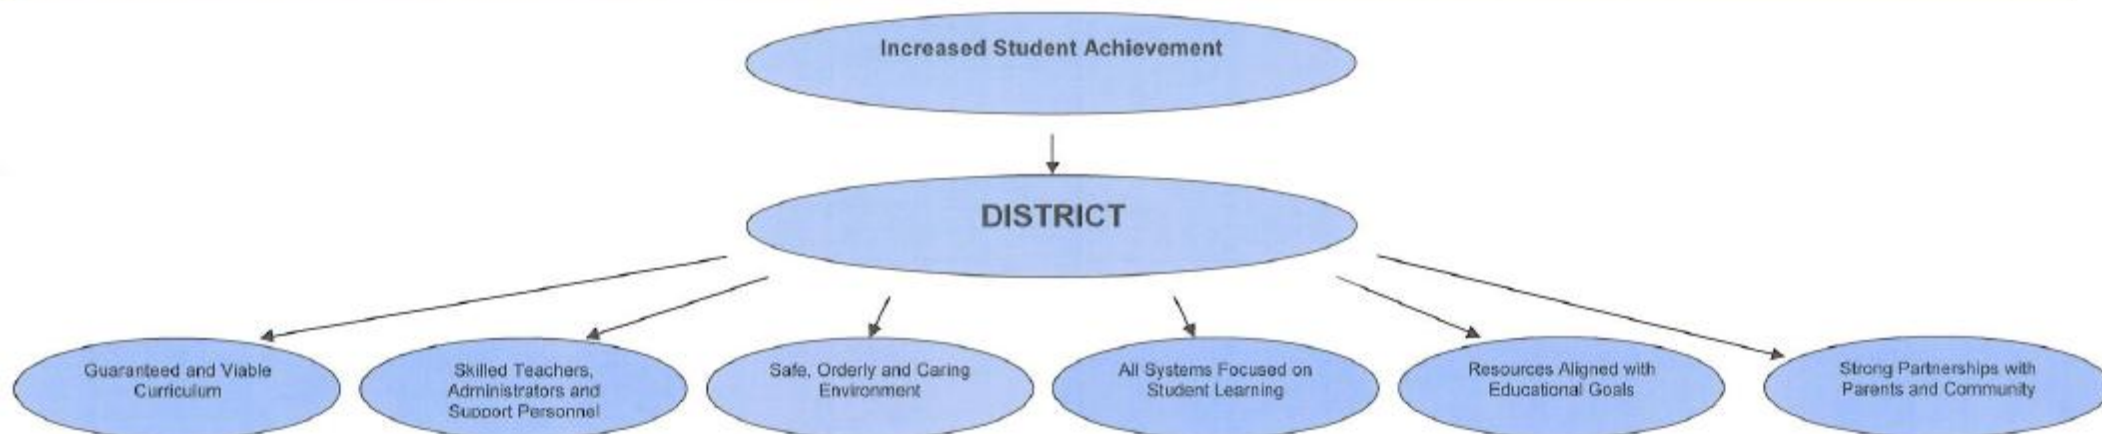 Increased Student Achievement
DISTRICT
Guaranteed and Viable
Curriculum
Skilled Teachers,
Administrators and
Support Personnel
Safe, Orderly and Caring
Environment
All Systems Focused on
Student Learning
Resources Aligned with
Educational Goals
Strong Partnerships with
Parents and Community